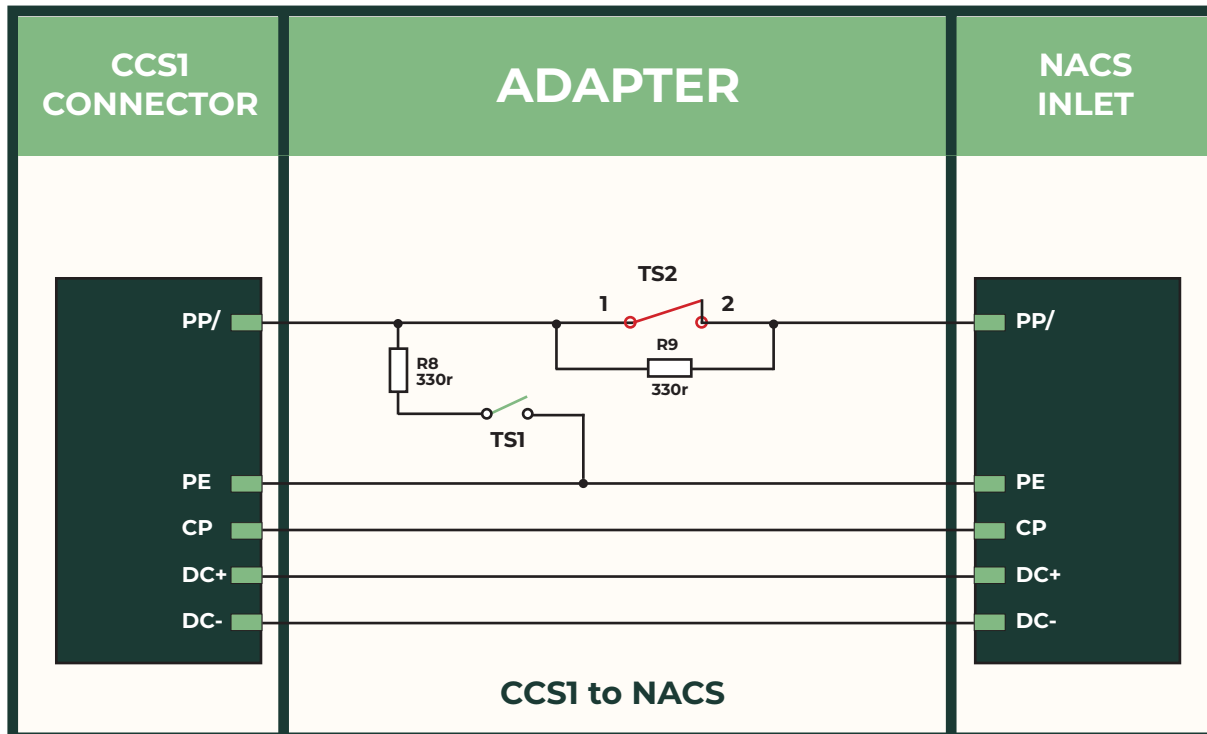 CCS1
CONNECTOR
ADAPTER
NACS
INLET
TS2
1
2
PP/
PP/
R9
R8
330r
330r
TS1
PE
PE
CP
CP
DC+
DC+
DC-
DC-
CCS1 to NACS